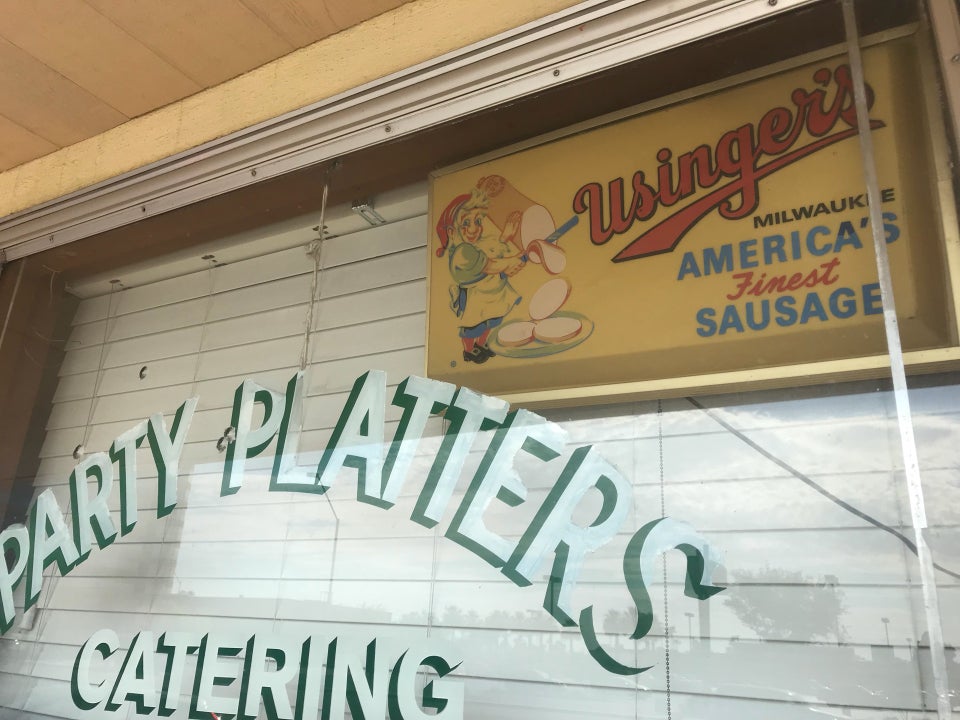 Usinger's
MILWAUKEE
AMERICA'S
Finest
SAUSAGE
PARTY PLATTERS
CATERING